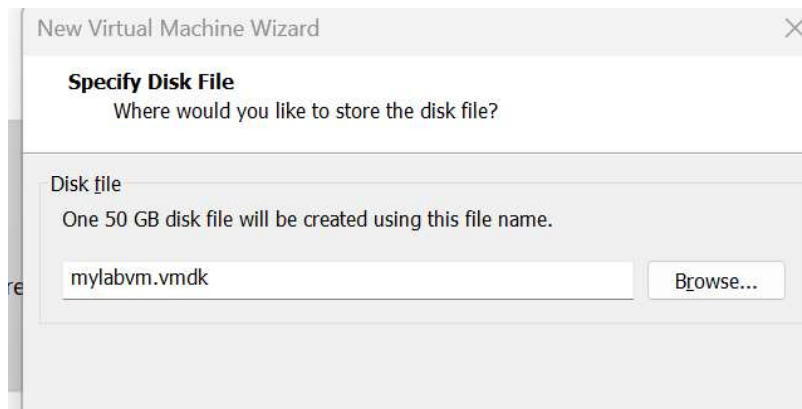 New Virtual Machine Wizard
Specify Disk File
Where would you like to store the disk file?
Disk file
One 50 GB disk file will be created using this file name.
mylabvm.vmdk
Browse...
re